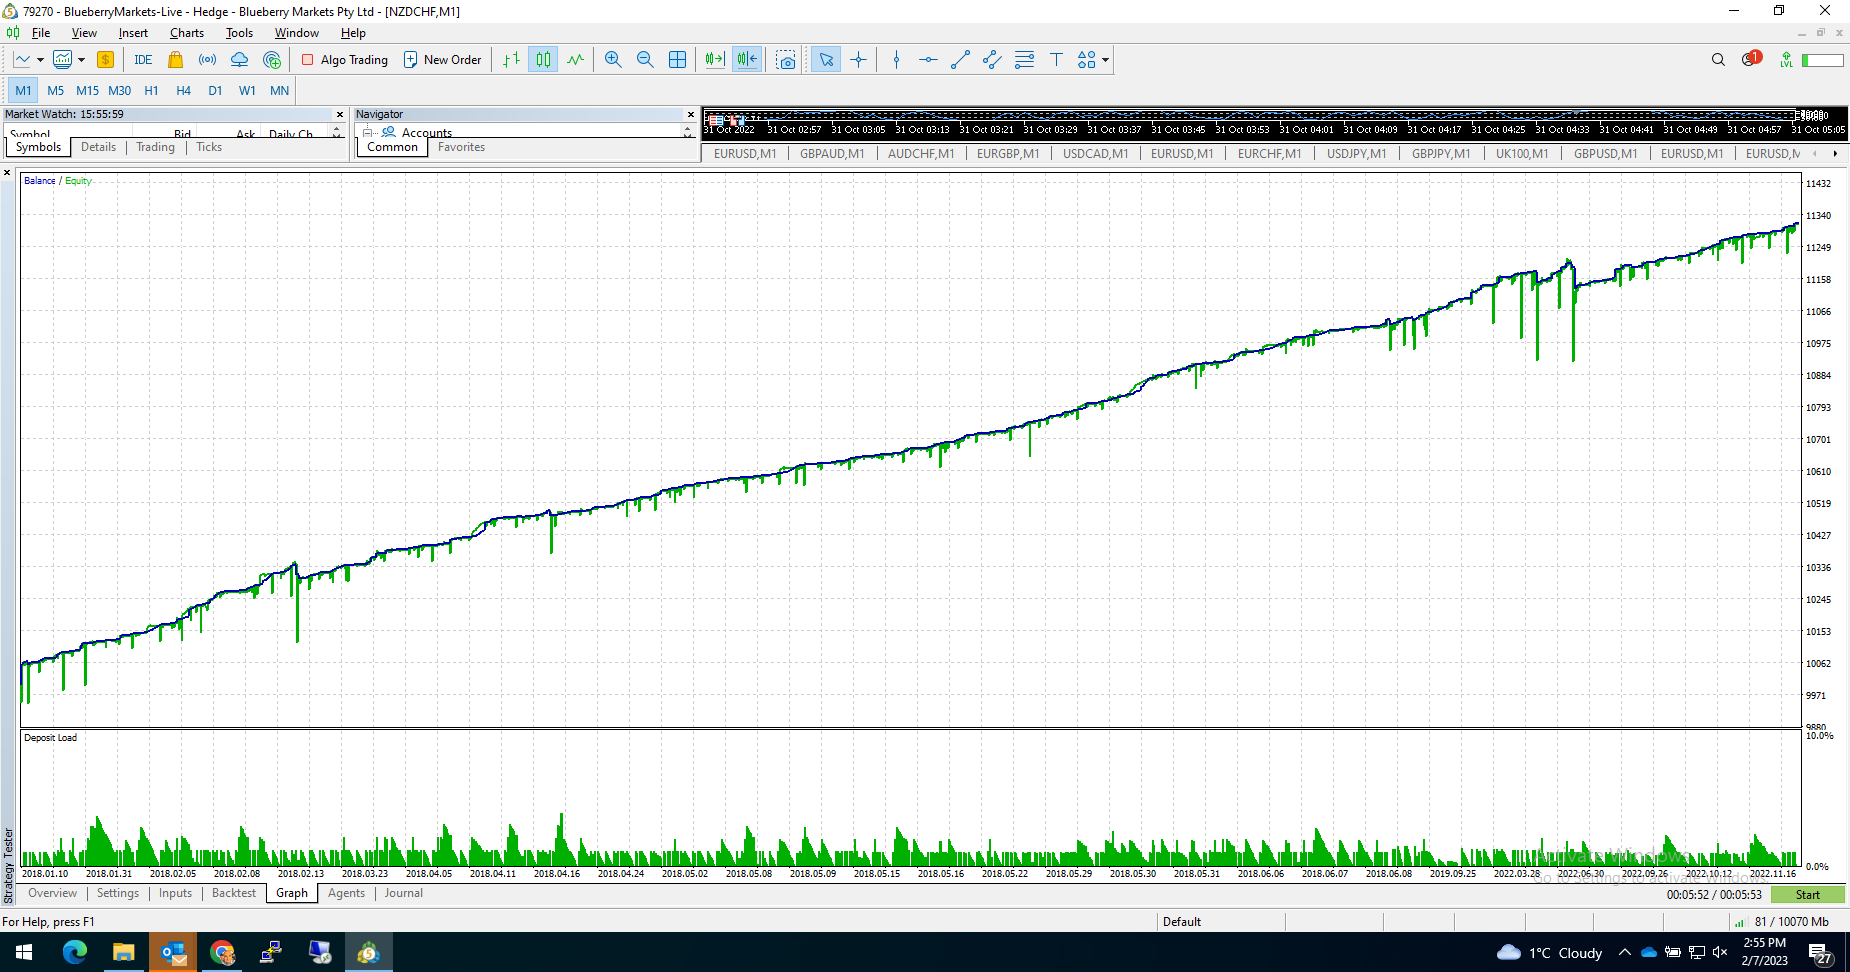 79270 - BlueberryMarkets-Live - Hedge - Blueberry Markets Pty Ltd - [NZDCHF,M1]
File View Insert Charts Tools Window Help
IDE Algo Trading New Order 1 LVL
M1 M5 M15 M30 H1 H4 D1 W1 MN
Market Watch: 15:55:59
Symbol Bid Ask Daily Ch...
Symbols Details Trading Ticks
Navigator
Accounts
Common Favorites
31 Oct 2022 31 Oct 02:57 31 Oct 03:05 31 Oct 03:13 31 Oct 03:21 31 Oct 03:29 31 Oct 03:37 31 Oct 03:45 31 Oct 03:53 31 Oct 04:01 31 Oct 04:09 31 Oct 04:17 31 Oct 04:25 31 Oct 04:33 31 Oct 04:41 31 Oct 04:49 31 Oct 04:57 31 Oct 05:05
EURUSD,M1 GBPAUD,M1 AUDCHF,M1 EURGBP,M1 USDCAD,M1 EURUSD,M1 EURCHF,M1 USDJPY,M1 GBPJPY,M1 UK100,M1 GBPUSD,M1 EURUSD,M1 EURUSD,M
Balance / Equity
11432
11340
11249
11158
11066
10975
10884
10793
10701
10610
10519
10427
10336
10245
10153
10062
9971
9880
Deposit Load
10.0%
0.0%
2018.01.10 2018.01.31 2018.02.05 2018.02.08 2018.02.13 2018.03.23 2018.04.05 2018.04.11 2018.04.16 2018.04.24 2018.05.02 2018.05.08 2018.05.09 2018.05.15 2018.05.16 2018.05.22 2018.05.29 2018.05.30 2018.05.31 2018.06.06 2018.06.07 2018.06.08 2019.09.25 2022.03.28 2022.06.30 2022.09.26 2022.10.12 2022.11.16
Activate Windows
Go to Settings to activate Windows.
Strategy Tester
Overview Settings Inputs Backtest Graph Agents Journal
00:05:52 / 00:05:53 Start
For Help, press F1 Default 81 / 10070 Mb
1°C Cloudy 2:55 PM
2/7/2023
27